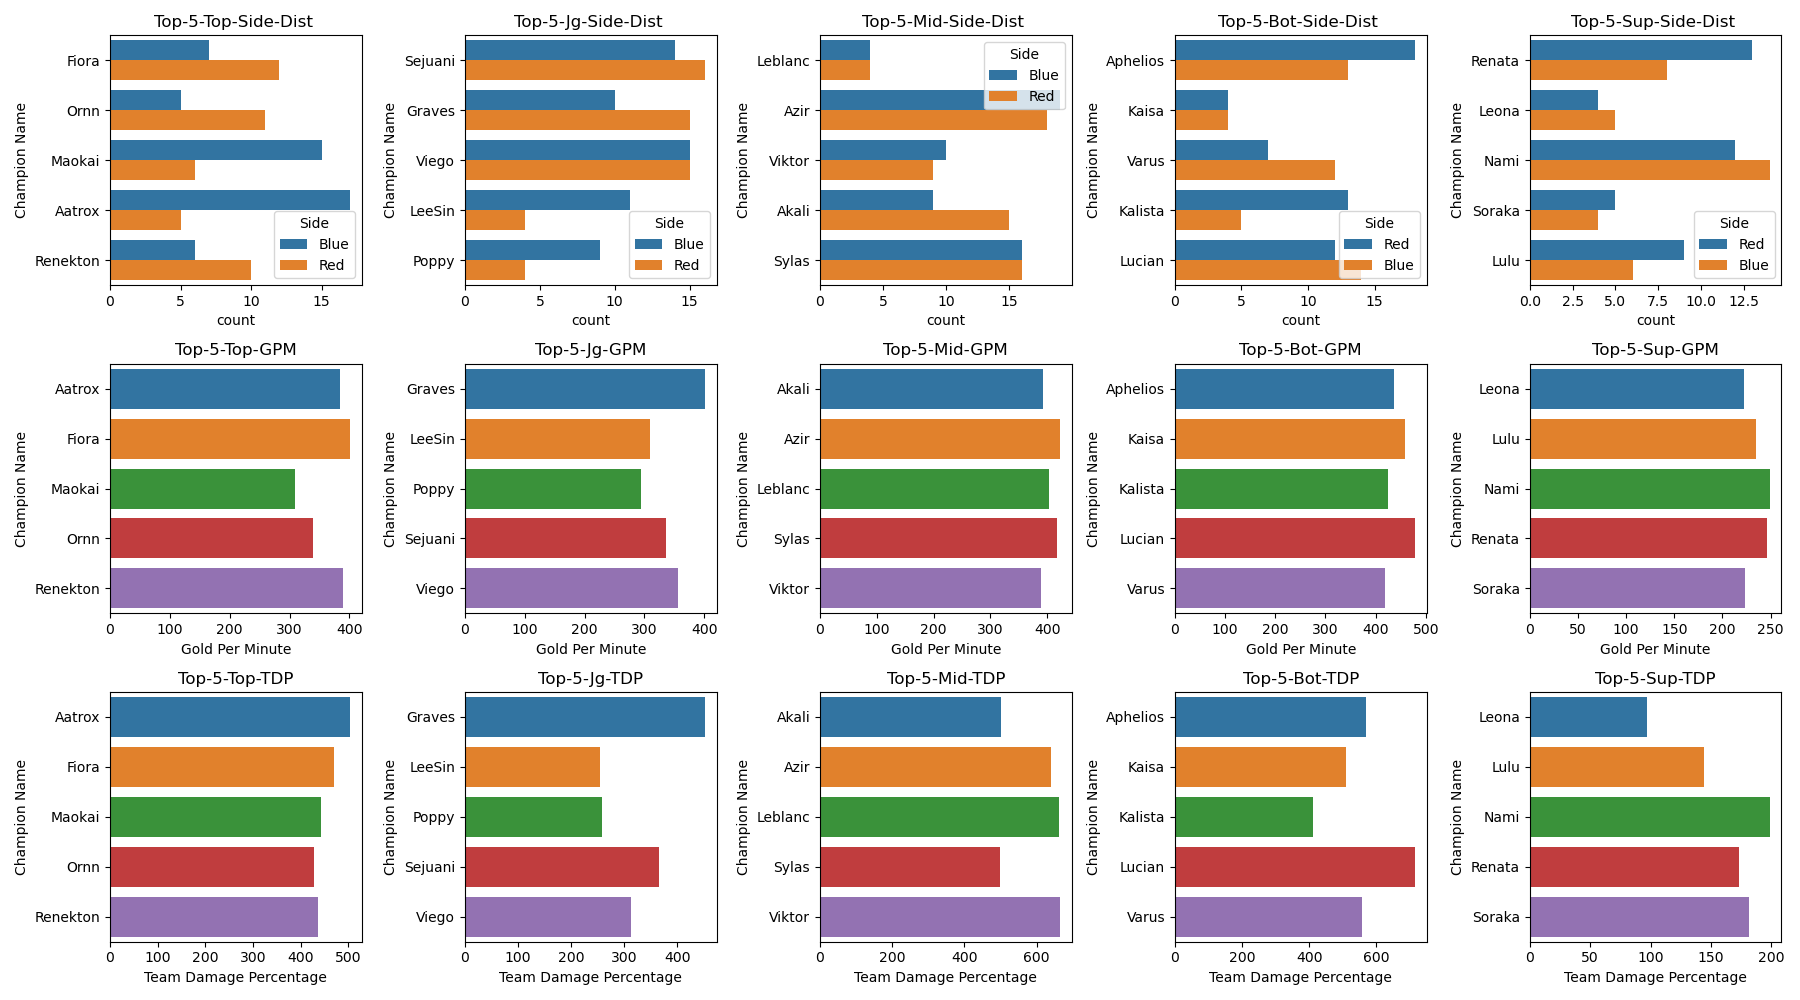 Top-5-Top-Side-Dist
Champion Name
Fiora
Ornn
Maokai
Aatrox
Renekton
Side
Blue
Red
0 5 10 15
count
Top-5-Jg-Side-Dist
Champion Name
Sejuani
Graves
Viego
LeeSin
Poppy
Side
Blue
Red
0 5 10 15
count
Top-5-Mid-Side-Dist
Champion Name
Leblanc
Azir
Viktor
Akali
Sylas
Side
Blue
Red
0 5 10 15
count
Top-5-Bot-Side-Dist
Champion Name
Aphelios
Kaisa
Varus
Kalista
Lucian
Side
Red
Blue
0 5 10 15
count
Top-5-Sup-Side-Dist
Champion Name
Renata
Leona
Nami
Soraka
Lulu
Side
Red
Blue
0.0 2.5 5.0 7.5 10.0 12.5
count
Top-5-Top-GPM
Champion Name
Aatrox
Fiora
Maokai
Ornn
Renekton
0 100 200 300 400
Gold Per Minute
Top-5-Jg-GPM
Champion Name
Graves
LeeSin
Poppy
Sejuani
Viego
0 100 200 300 400
Gold Per Minute
Top-5-Mid-GPM
Champion Name
Akali
Azir
Leblanc
Sylas
Viktor
0 100 200 300 400
Gold Per Minute
Top-5-Bot-GPM
Champion Name
Aphelios
Kaisa
Kalista
Lucian
Varus
0 100 200 300 400 500
Gold Per Minute
Top-5-Sup-GPM
Champion Name
Leona
Lulu
Nami
Renata
Soraka
0 50 100 150 200 250
Gold Per Minute
Top-5-Top-TDP
Champion Name
Aatrox
Fiora
Maokai
Ornn
Renekton
0 100 200 300 400 500
Team Damage Percentage
Top-5-Jg-TDP
Champion Name
Graves
LeeSin
Poppy
Sejuani
Viego
0 100 200 300 400
Team Damage Percentage
Top-5-Mid-TDP
Champion Name
Akali
Azir
Leblanc
Sylas
Viktor
0 200 400 600
Team Damage Percentage
Top-5-Bot-TDP
Champion Name
Aphelios
Kaisa
Kalista
Lucian
Varus
0 200 400 600
Team Damage Percentage
Top-5-Sup-TDP
Champion Name
Leona
Lulu
Nami
Renata
Soraka
0 50 100 150 200
Team Damage Percentage